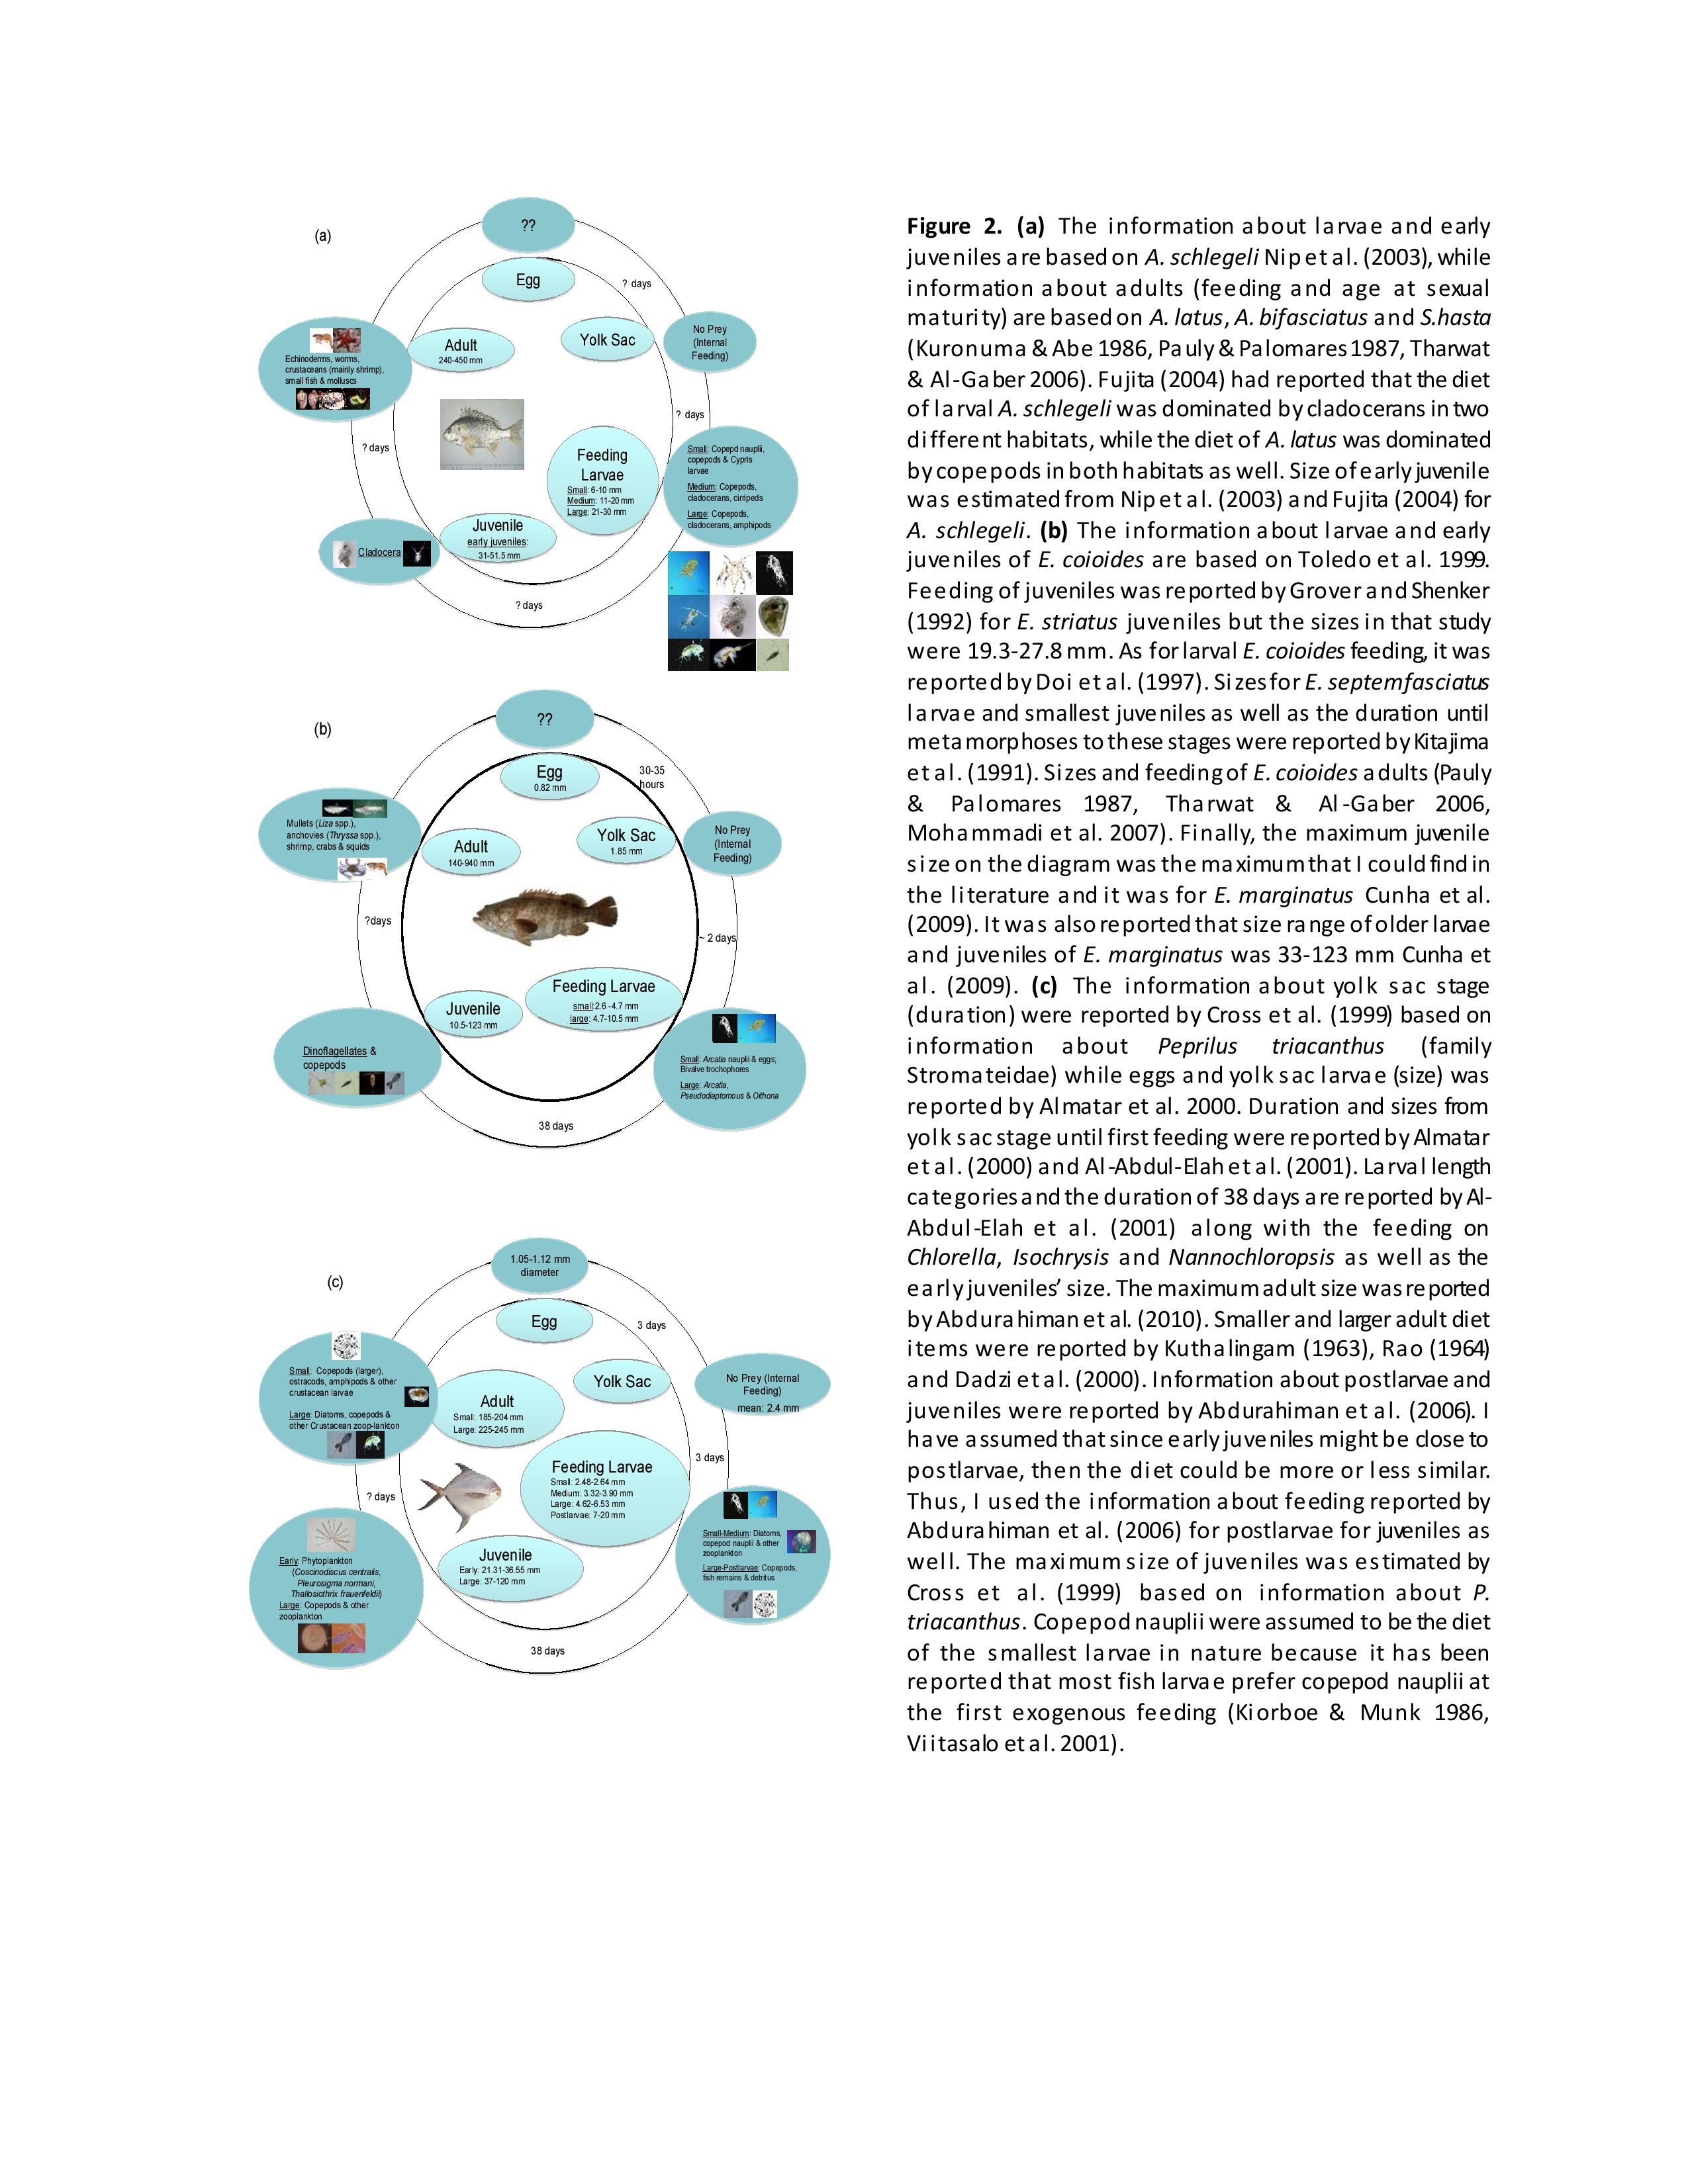 (a)
??
Egg
? days
Yolk Sac
No Prey
(Internal
Feeding)
Adult
240-450 mm
Echinoderms, worms,
crustaceans (mainly shrimp),
small fish & molluscs
? days
? days
Feeding
Larvae
Small: 6-10 mm
Medium: 11-20 mm
Large: 21-30 mm
Small: Copepd nauplii,
copepods & Cypris
larvae
Medium: Copepods,
cladocerans, cirripeds
Large: Copepods,
cladocerans, amphipods
Juvenile
early juveniles:
31-51.5 mm
Cladocera
? days
(b)
??
Egg
0.82 mm
30-35
hours
Yolk Sac
1.85 mm
No Prey
(Internal
Feeding)
Adult
140-940 mm
Mullets (Liza spp.),
anchovies (Thryssa spp.),
shrimp, crabs & squids
?days
~ 2 days
Feeding Larvae
small:2.6 -4.7 mm
large: 4.7-10.5 mm
Juvenile
10.5-123 mm
Dinoflagellates &
copepods
Small: Arcatia nauplii & eggs;
Bivalve trochophores
Large: Arcatia,
Pseudodiaptomous & Oithona
38 days
(c)
1.05-1.12 mm
diameter
Egg
3 days
Yolk Sac
No Prey (Internal
Feeding)
mean: 2.4 mm
Adult
Small: 185-204 mm
Large: 225-245 mm
Small: Copepods (larger),
ostracods, amphipods & other
crustacean larvae
Large: Diatoms, copepods &
other Crustacean zoop-lankton
3 days
? days
Feeding Larvae
Small: 2.48-2.64 mm
Medium: 3.32-3.90 mm
Large: 4.62-6.53 mm
Postlarvae: 7-20 mm
Small-Medium: Diatoms,
copepod nauplii & other
zooplankton
Large-Postlarvae: Copepods,
fish remains & detritus
Juvenile
Early: 21.31-36.55 mm
Large: 37-120 mm
Early: Phytoplankton
(Coscinodiscus centralis,
Pleurosigma normani,
Thallosiothrix frauenfeldii)
Large: Copepods & other
zooplankton
38 days
Figure 2. (a) The information about larvae and early
juveniles are based on A. schlegeli Nip et al. (2003), while
information about adults (feeding and age at sexual
maturity) are based on A. latus, A. bifasciatus and S.hasta
(Kuronuma & Abe 1986, Pauly & Palomares 1987, Tharwat
& Al-Gaber 2006). Fujita (2004) had reported that the diet
of larval A. schlegeli was dominated by cladocerans in two
different habitats, while the diet of A. latus was dominated
by copepods in both habitats as well. Size of early juvenile
was estimated from Nip et al. (2003) and Fujita (2004) for
A. schlegeli. (b) The information about larvae and early
juveniles of E. coioides are based on Toledo et al. 1999.
Feeding of juveniles was reported by Grover and Shenker
(1992) for E. striatus juveniles but the sizes in that study
were 19.3-27.8 mm. As for larval E. coioides feeding, it was
reported by Doi et al. (1997). Sizes for E. septemfasciatus
larvae and smallest juveniles as well as the duration until
metamorphoses to these stages were reported by Kitajima
et al. (1991). Sizes and feeding of E. coioides adults (Pauly
& Palomares 1987, Tharwat & Al-Gaber 2006,
Mohammadi et al. 2007). Finally, the maximum juvenile
size on the diagram was the maximum that I could find in
the literature and it was for E. marginatus Cunha et al.
(2009). It was also reported that size range of older larvae
and juveniles of E. marginatus was 33-123 mm Cunha et
al. (2009). (c) The information about yolk sac stage
(duration) were reported by Cross et al. (1999) based on
information about Peprilus triacanthus (family
Stromateidae) while eggs and yolk sac larvae (size) was
reported by Almatar et al. 2000. Duration and sizes from
yolk sac stage until first feeding were reported by Almatar
et al. (2000) and Al-Abdul-Elah et al. (2001). Larval length
categories and the duration of 38 days are reported by Al-
Abdul-Elah et al. (2001) along with the feeding on
Chlorella, Isochrysis and Nannochloropsis as well as the
early juveniles' size. The maximum adult size was reported
by Abdurahiman et al. (2010). Smaller and larger adult diet
items were reported by Kuthalingam (1963), Rao (1964)
and Dadzi et al. (2000). Information about postlarvae and
juveniles were reported by Abdurahiman et al. (2006). I
have assumed that since early juveniles might be close to
postlarvae, then the diet could be more or less similar.
Thus, I used the information about feeding reported by
Abdurahiman et al. (2006) for postlarvae for juveniles as
well. The maximum size of juveniles was estimated by
Cross et al. (1999) based on information about P.
triacanthus. Copepod nauplii were assumed to be the diet
of the smallest larvae in nature because it has been
reported that most fish larvae prefer copepod nauplii at
the first exogenous feeding (Kiorboe & Munk 1986,
Viitasalo et al. 2001).